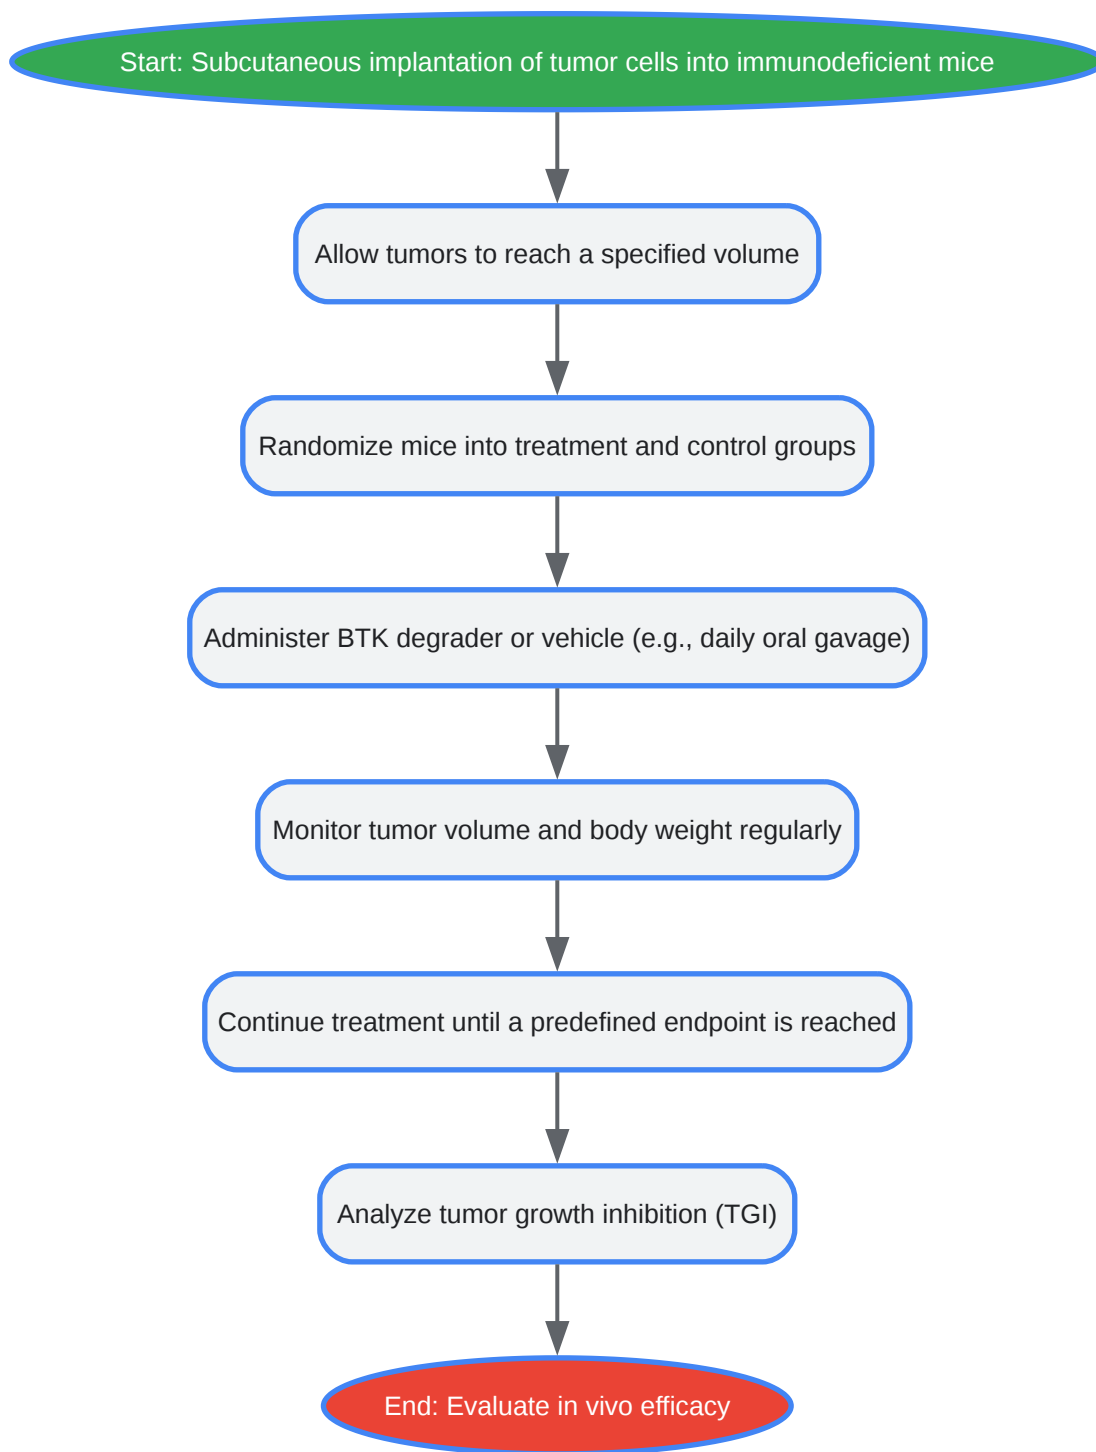 Start: Subcutaneous implantation of tumor cells into immunodeficient mice
Allow tumors to reach a specified volume
Randomize mice into treatment and control groups
Administer BTK degrader or vehicle (e.g., daily oral gavage)
Monitor tumor volume and body weight regularly
Continue treatment until a predefined endpoint is reached
Analyze tumor growth inhibition (TGI)
End: Evaluate in vivo efficacy